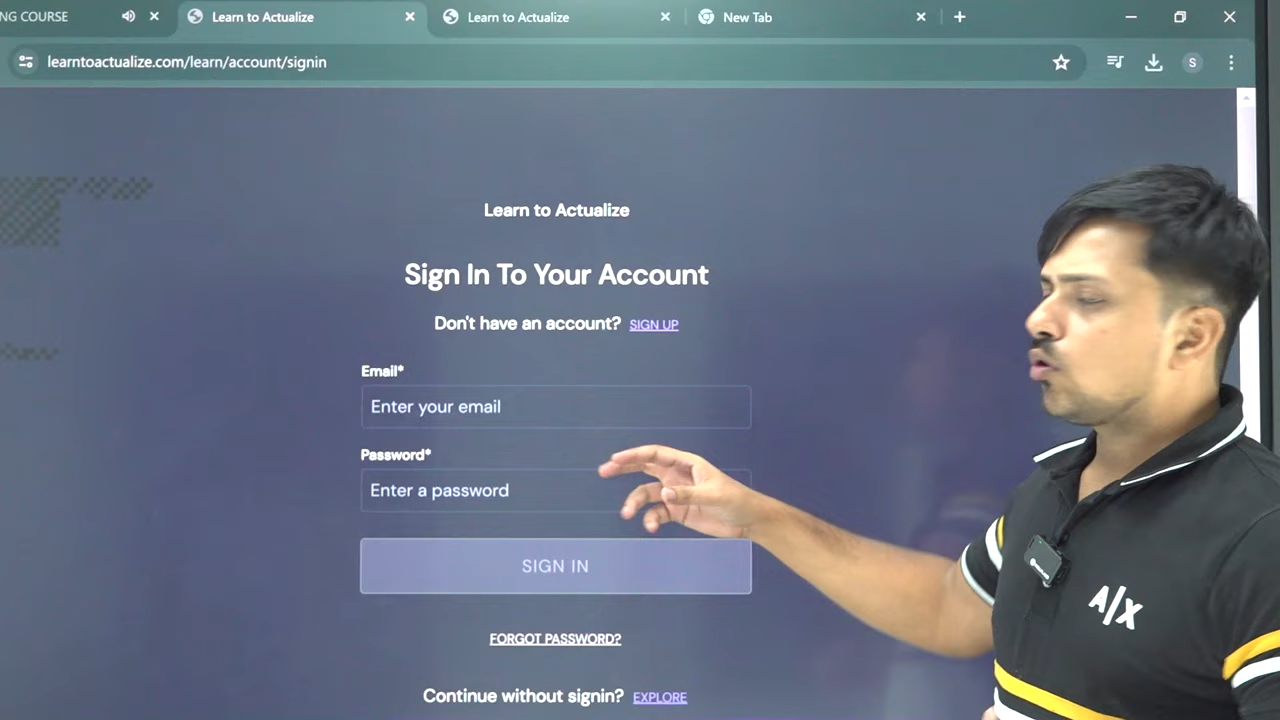 NG COURSE
Learn to Actualize
Learn to Actualize
New Tab
learntoactualize.com/learn/account/signin
S
Learn to Actualize
Sign In To Your Account
Don't have an account? SIGN UP
Email*
Enter your email
Password*
Enter a password
SIGN IN
FORGOT PASSWORD?
Continue without signin? EXPLORE
A/X